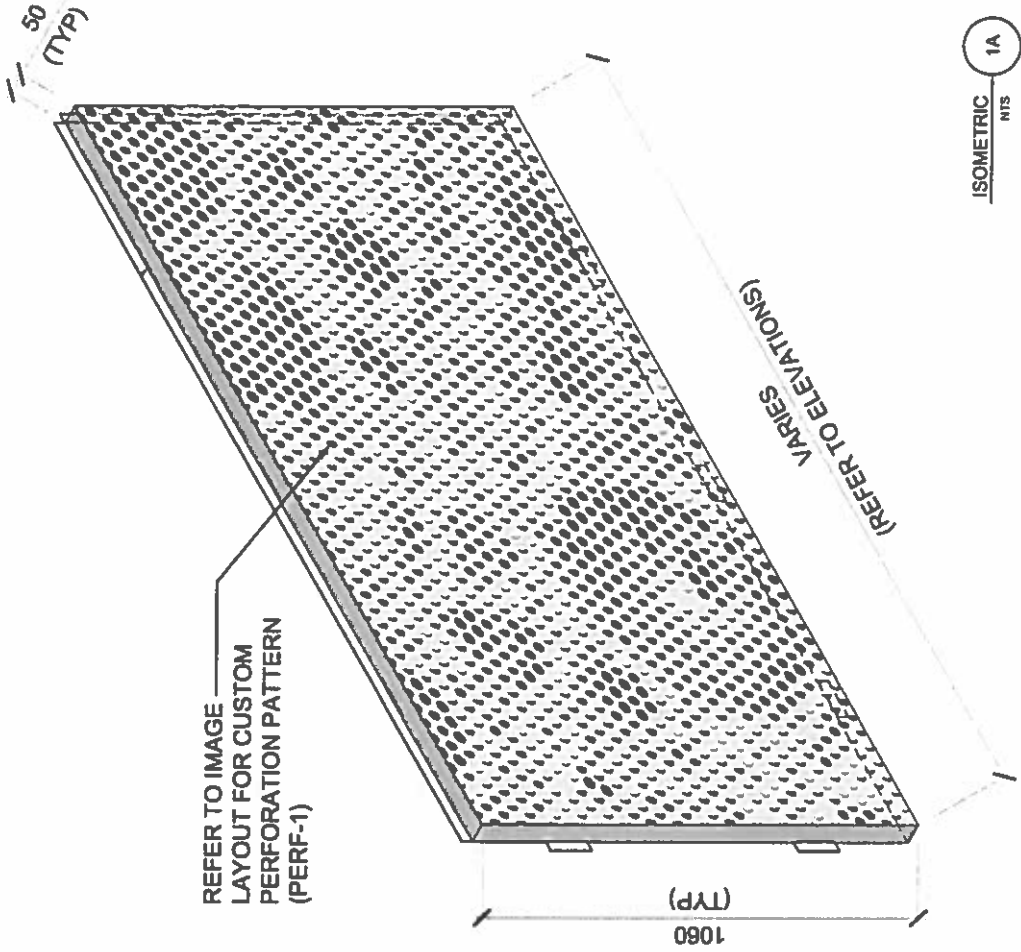 50
(TYP)
REFER TO IMAGE
LAYOUT FOR CUSTOM
PERFORATION PATTERN
(PERF-1)
VARIES
(REFER TO ELEVATIONS)
1060
(TYP)
ISOMETRIC
NTS
1A